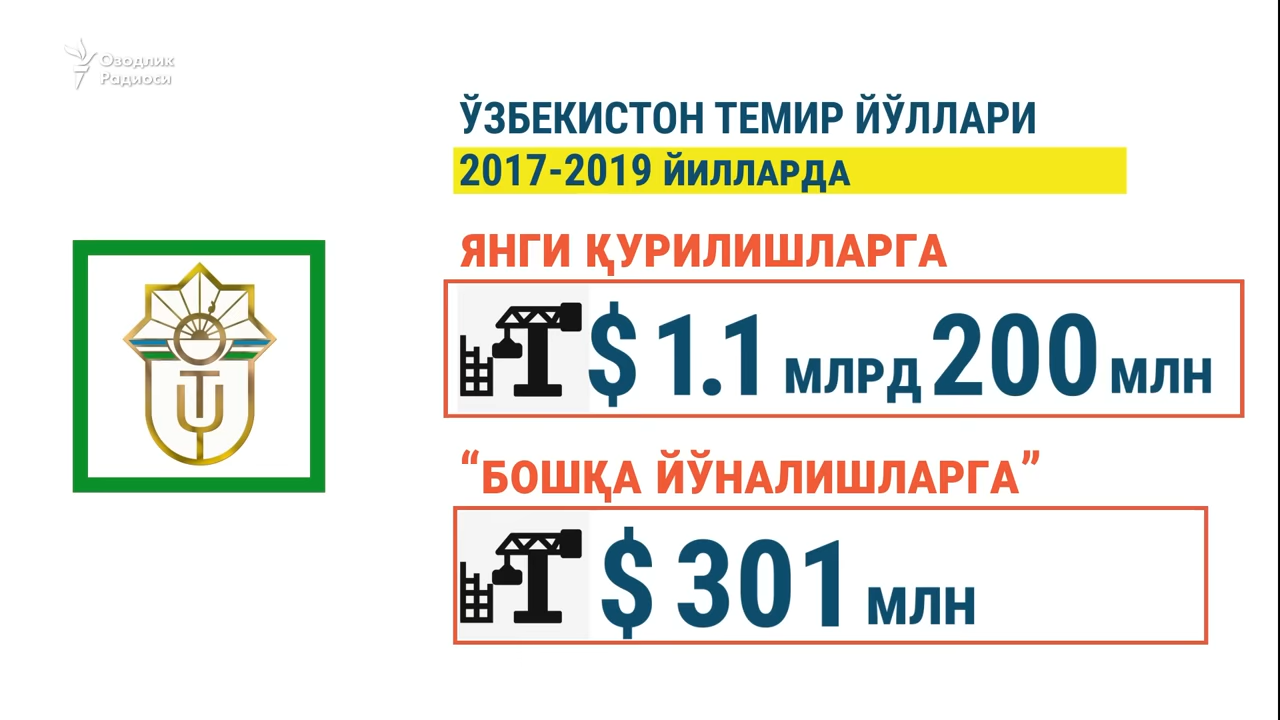 Озодлик
Радиоси
ЎЗБЕКИСТОН ТЕМИР ЙЎЛЛАРИ
2017-2019 ЙИЛЛАРДА
ЯНГИ ҚУРИЛИШЛАРГА
$ 1.1 МЛРД 200 МЛН
“БОШҚА ЙЎНАЛИШЛАРГА”
$ 301 МЛН